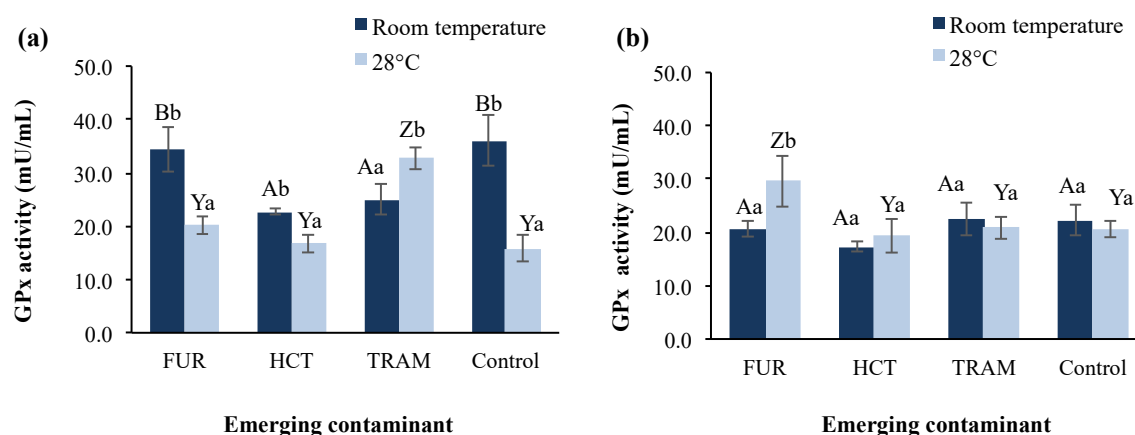 (a)
Room temperature
28°C
GPx activity (mU/mL)
50.0
40.0
30.0
20.0
10.0
0.0
Bb
Ya
Ab
Ya
Aa
Zb
Bb
Ya
FUR HCT TRAM Control
Emerging contaminant
(b)
Room temperature
28°C
GPx activity (mU/mL)
50.0
40.0
30.0
20.0
10.0
0.0
Aa
Zb
Aa
Ya
Aa
Ya
Aa
Ya
FUR HCT TRAM Control
Emerging contaminant